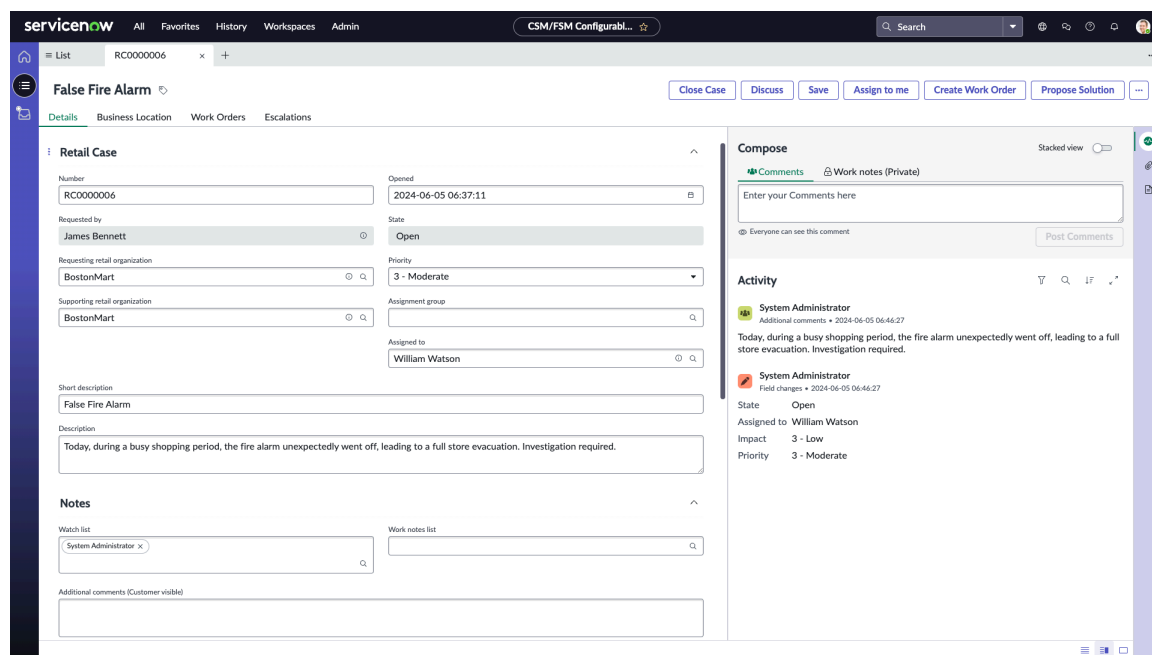 servicenow All Favorites History Workspaces Admin CSM/FSM Configurabl... Search
List RC0000006
False Fire Alarm Close Case Discuss Save Assign to me Create Work Order Propose Solution
Details Business Location Work Orders Escalations
Retail Case
Number
RC0000006
Opened
2024-06-05 06:37:11
Requested by
James Bennett
State
Open
Requesting retail organization
BostonMart
Priority
3 - Moderate
Supporting retail organization
BostonMart
Assignment group
Assigned to
William Watson
Short description
False Fire Alarm
Description
Today, during a busy shopping period, the fire alarm unexpectedly went off, leading to a full store evacuation. Investigation required.
Notes
Watch list
System Administrator
Work notes list
Additional comments (Customer visible)
Compose Stacked view
Comments Work notes (Private)
Enter your Comments here
Everyone can see this comment Post Comments
Activity
System Administrator
Additional comments • 2024-06-05 06:46:27
Today, during a busy shopping period, the fire alarm unexpectedly went off, leading to a full
store evacuation. Investigation required.
System Administrator
Field changes • 2024-06-05 06:46:27
State Open
Assigned to William Watson
Impact 3 - Low
Priority 3 - Moderate